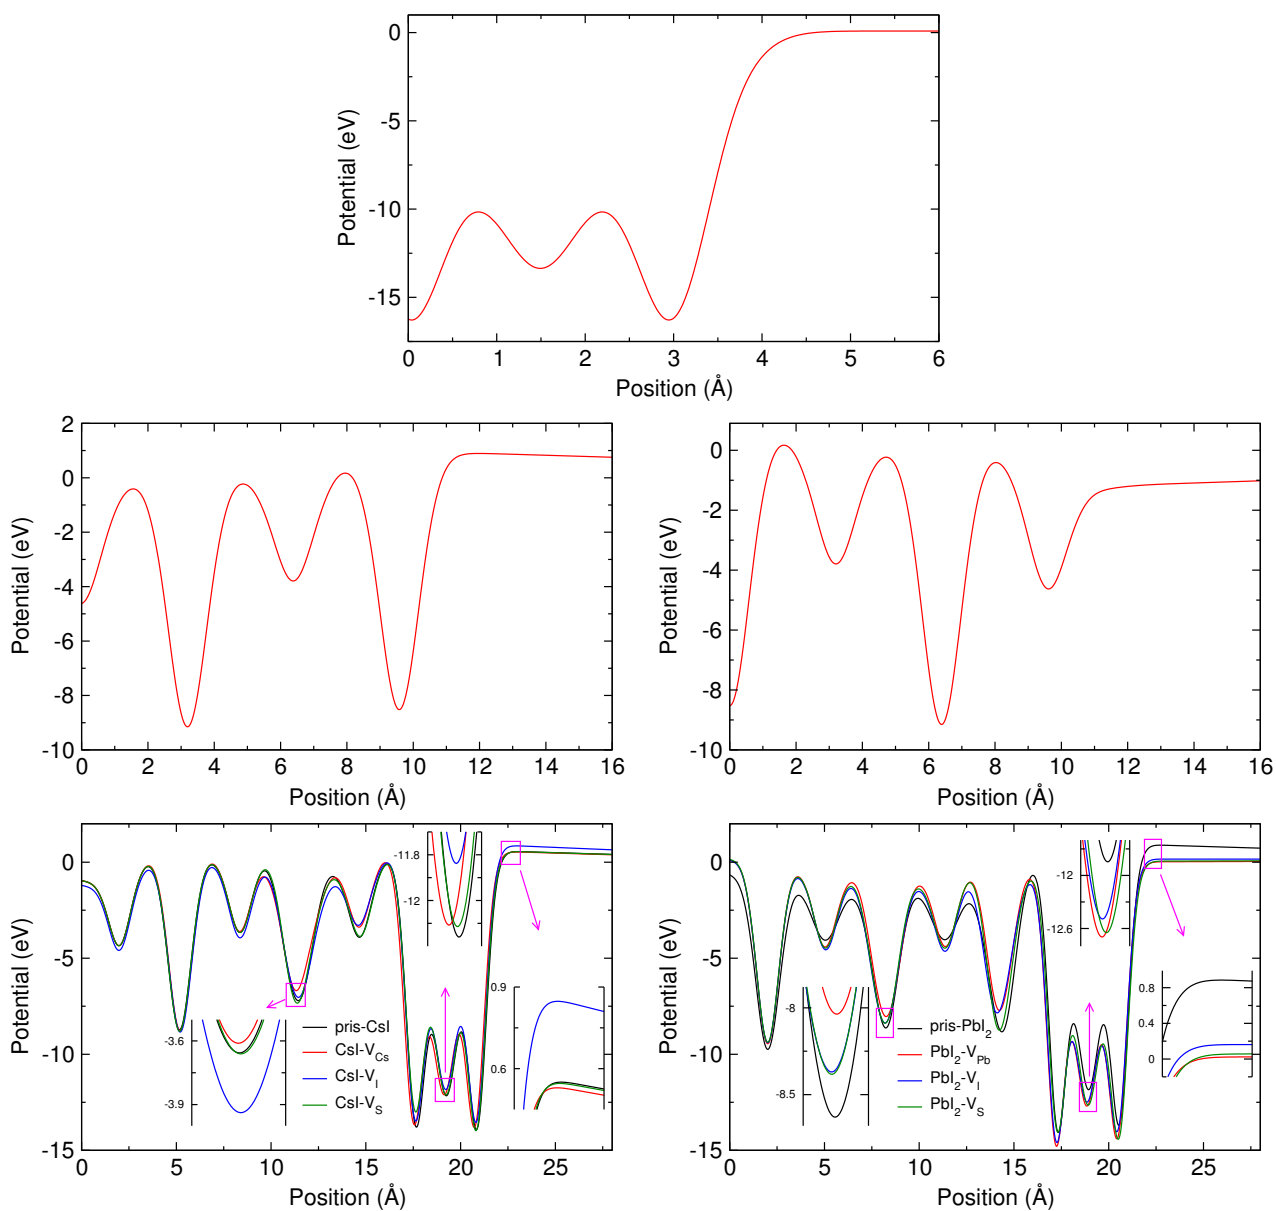 0
-5
-10
-15
Potential (eV)
0 1 2 3 4 5 6
Position (Å)
2
0
-2
-4
-6
-8
-10
Potential (eV)
0 2 4 6 8 10 12 14 16
Position (Å)
0
-2
-4
-6
-8
-10
Potential (eV)
0 2 4 6 8 10 12 14 16
Position (Å)
0
-5
-10
-15
Potential (eV)
-11.8
-12
0.9
0.6
-3.6
-3.9
pris-CsI
CsI-V_Cs
CsI-V_I
CsI-V_S
0 5 10 15 20 25
Position (Å)
0
-5
-10
-15
Potential (eV)
-12
-12.6
0.8
0.4
0
-8
-8.5
pris-PbI₂
PbI₂-V_Pb
PbI₂-V_I
PbI₂-V_S
0 5 10 15 20 25
Position (Å)